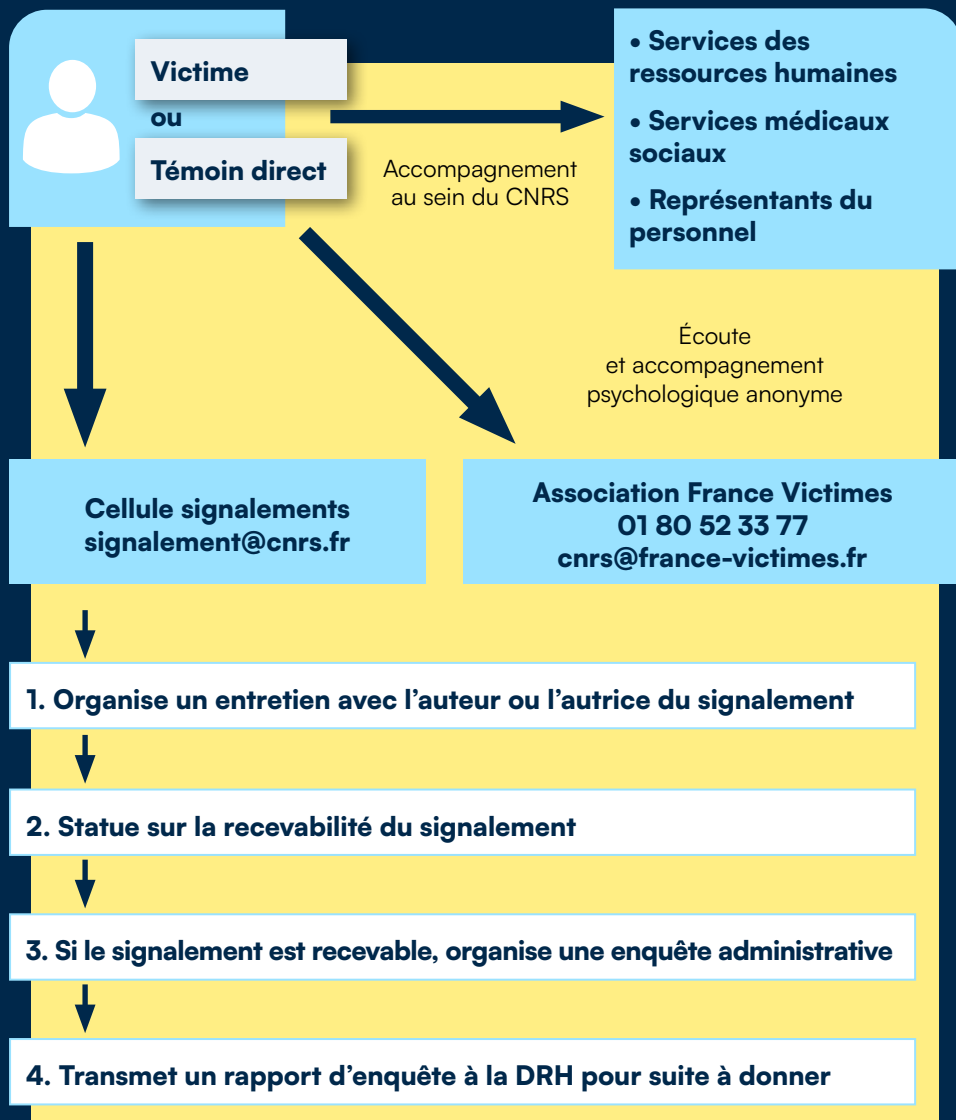 Victime
ou
Témoin direct
Accompagnement
au sein du CNRS
• Services des
ressources humaines
• Services médicaux
sociaux
• Représentants du
personnel
Écoute
et accompagnement
psychologique anonyme
Cellule signalements
signalement@cnrs.fr
Association France Victimes
01 80 52 33 77
cnrs@france-victimes.fr
1. Organise un entretien avec l’auteur ou l’autrice du signalement
2. Statue sur la recevabilité du signalement
3. Si le signalement est recevable, organise une enquête administrative
4. Transmet un rapport d’enquête à la DRH pour suite à donner